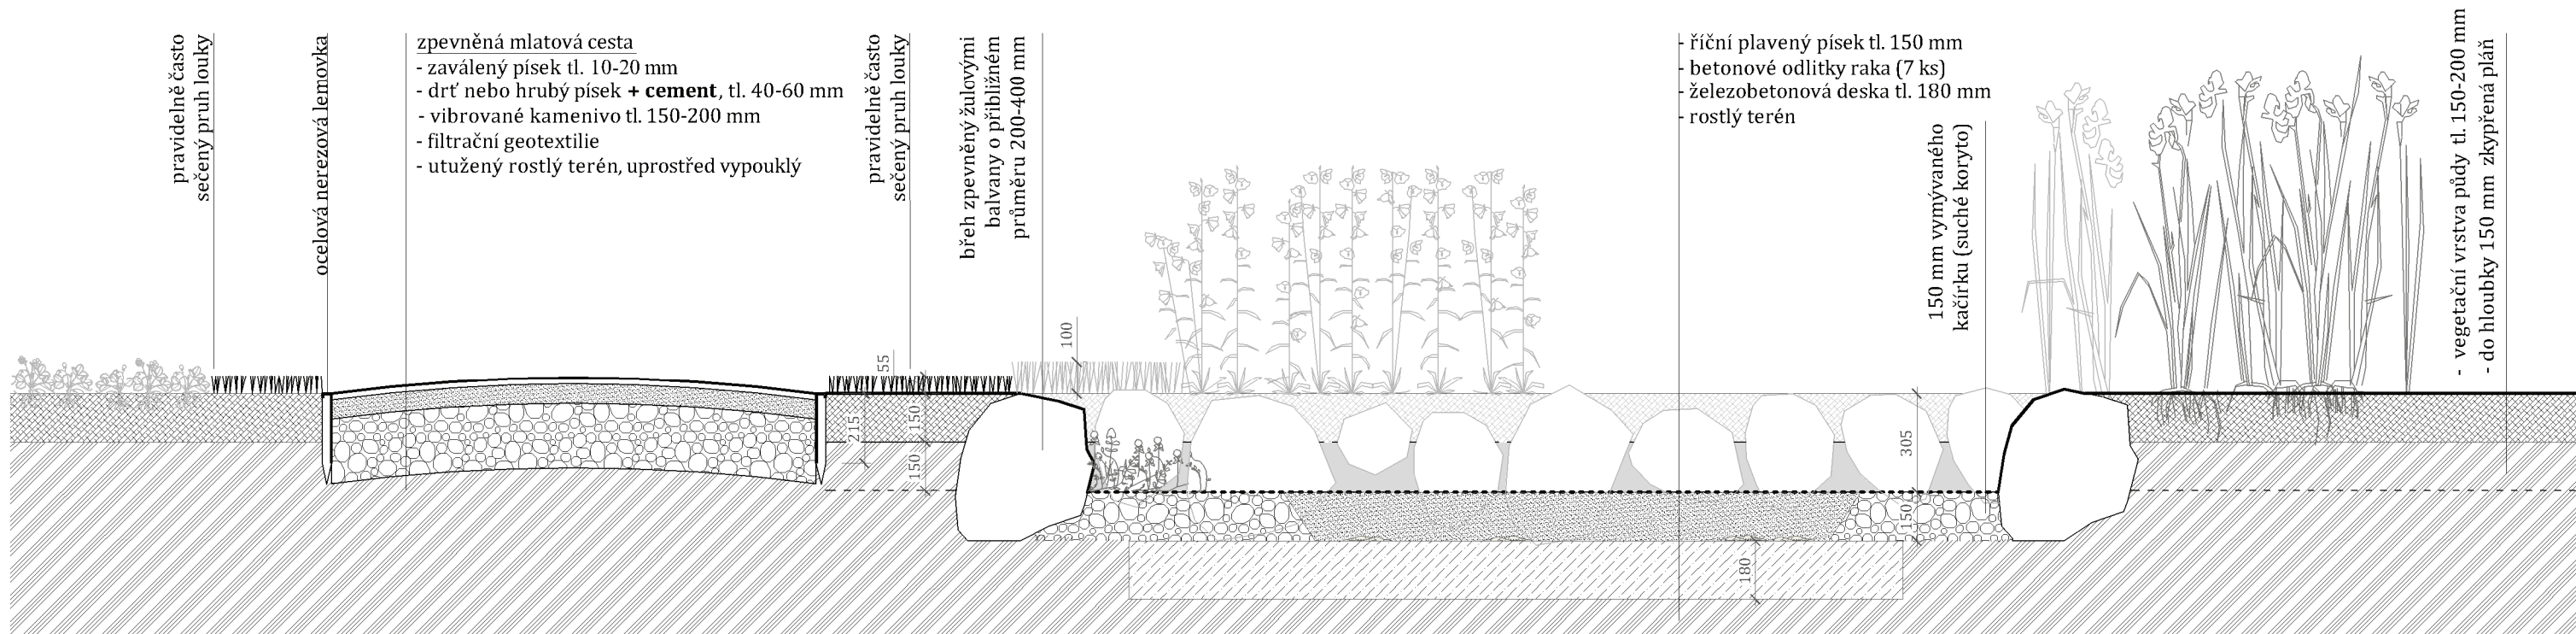 pravidelně často
sečený pruh louky
ocelová nerezová lemovka
zpevněná mlatová cesta
- zaválený písek tl. 10-20 mm
- drť nebo hrubý písek + cement, tl. 40-60 mm
- vibrované kamenivo tl. 150-200 mm
- filtrační geotextilie
- utužený rostlý terén, uprostřed vypouklý
pravidelně často
sečený pruh louky
břeh zpevněný žulovými
balvany o přibližném
průměru 200-400 mm
- říční plavený písek tl. 150 mm
- betonové odlitky raka (7 ks)
- železobetonová deska tl. 180 mm
- rostlý terén
150 mm vymývaného
kačírku (suché koryto)
- vegetační vrstva půdy tl. 150-200 mm
- do hloubky 150 mm zkypřená pláň
55
100
215
150
150
305
150
180